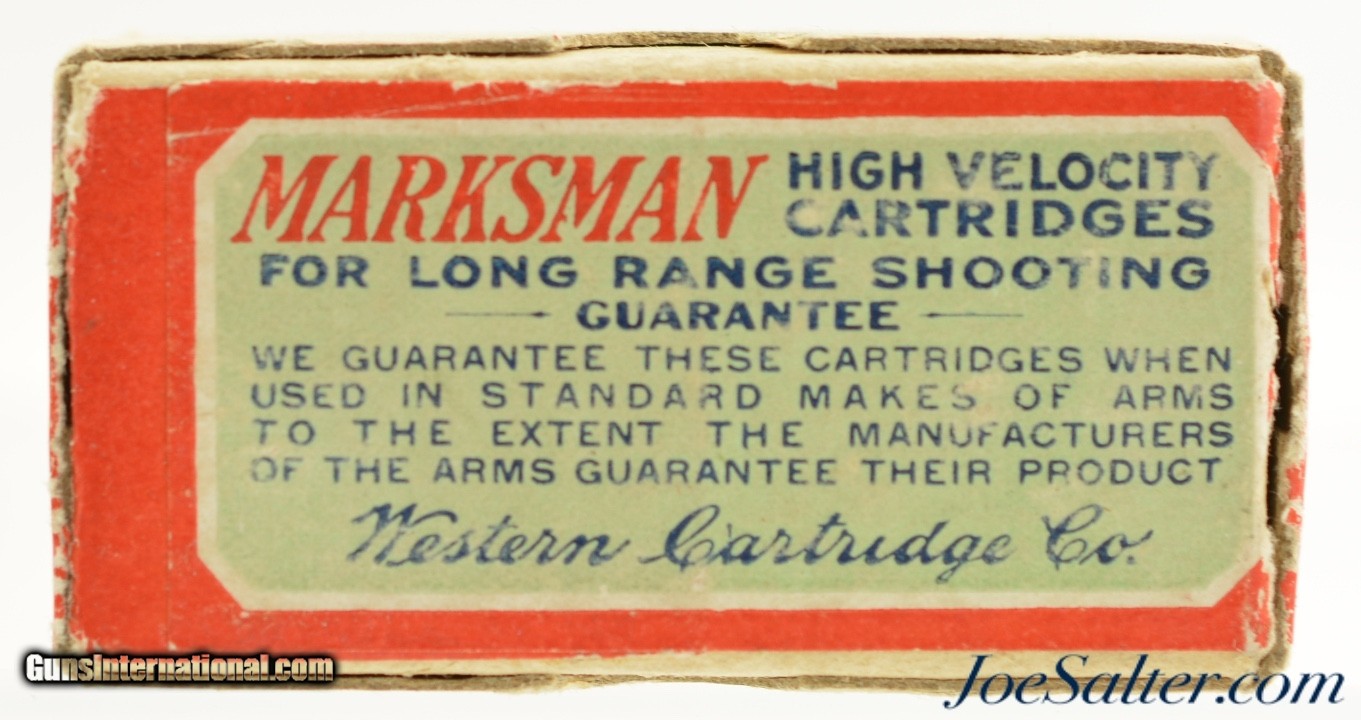 MARKSMAN HIGH VELOCITY
CARTRIDGES
FOR LONG RANGE SHOOTING
GUARANTEE
WE GUARANTEE THESE CARTRIDGES WHEN
USED IN STANDARD MAKES OF ARMS
TO THE EXTENT THE MANUFACTURERS
OF THE ARMS GUARANTEE THEIR PRODUCT
Western Cartridge Co.
GunsInternational.com
JoeSalter.com